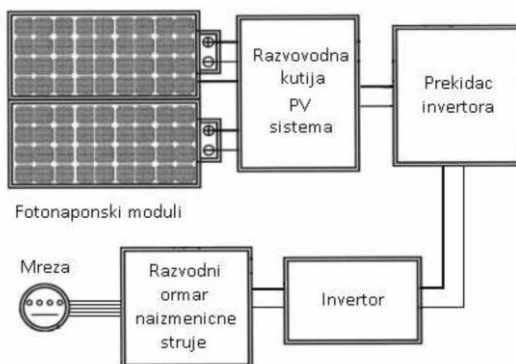 Razvovodna
kutija
PV
sistema
Prekidac
invertora
Fotonaponski moduli
Mreza
Razvodni
ormar
naizmenicne
struje
Invertor